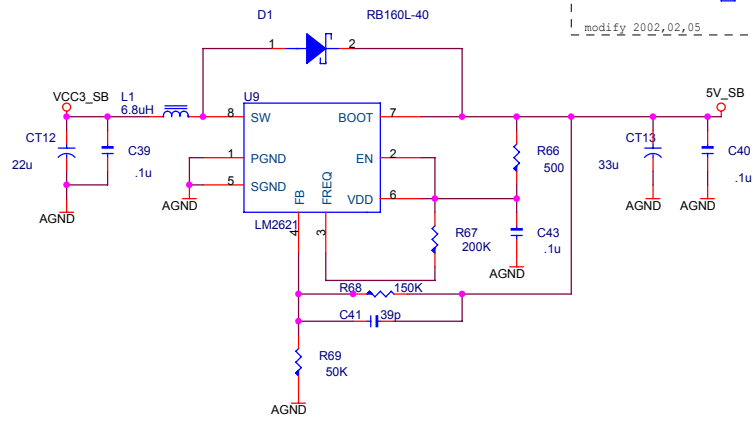 D1
RB160L-40
modify 2002,02,05
1
2
VCC3_SB
L1
6.8uH
U9
5V_SB
8
SW
BOOT
7
CT12
22u
C39
.1u
1
PGND
EN
2
R66
500
CT13
33u
C40
.1u
5
SGND
FB
FREQ
VDD
6
AGND
AGND
LM2621
4
3
R67
200K
C43
.1u
AGND
AGND
AGND
R68
150K
C41
39p
R69
50K
AGND